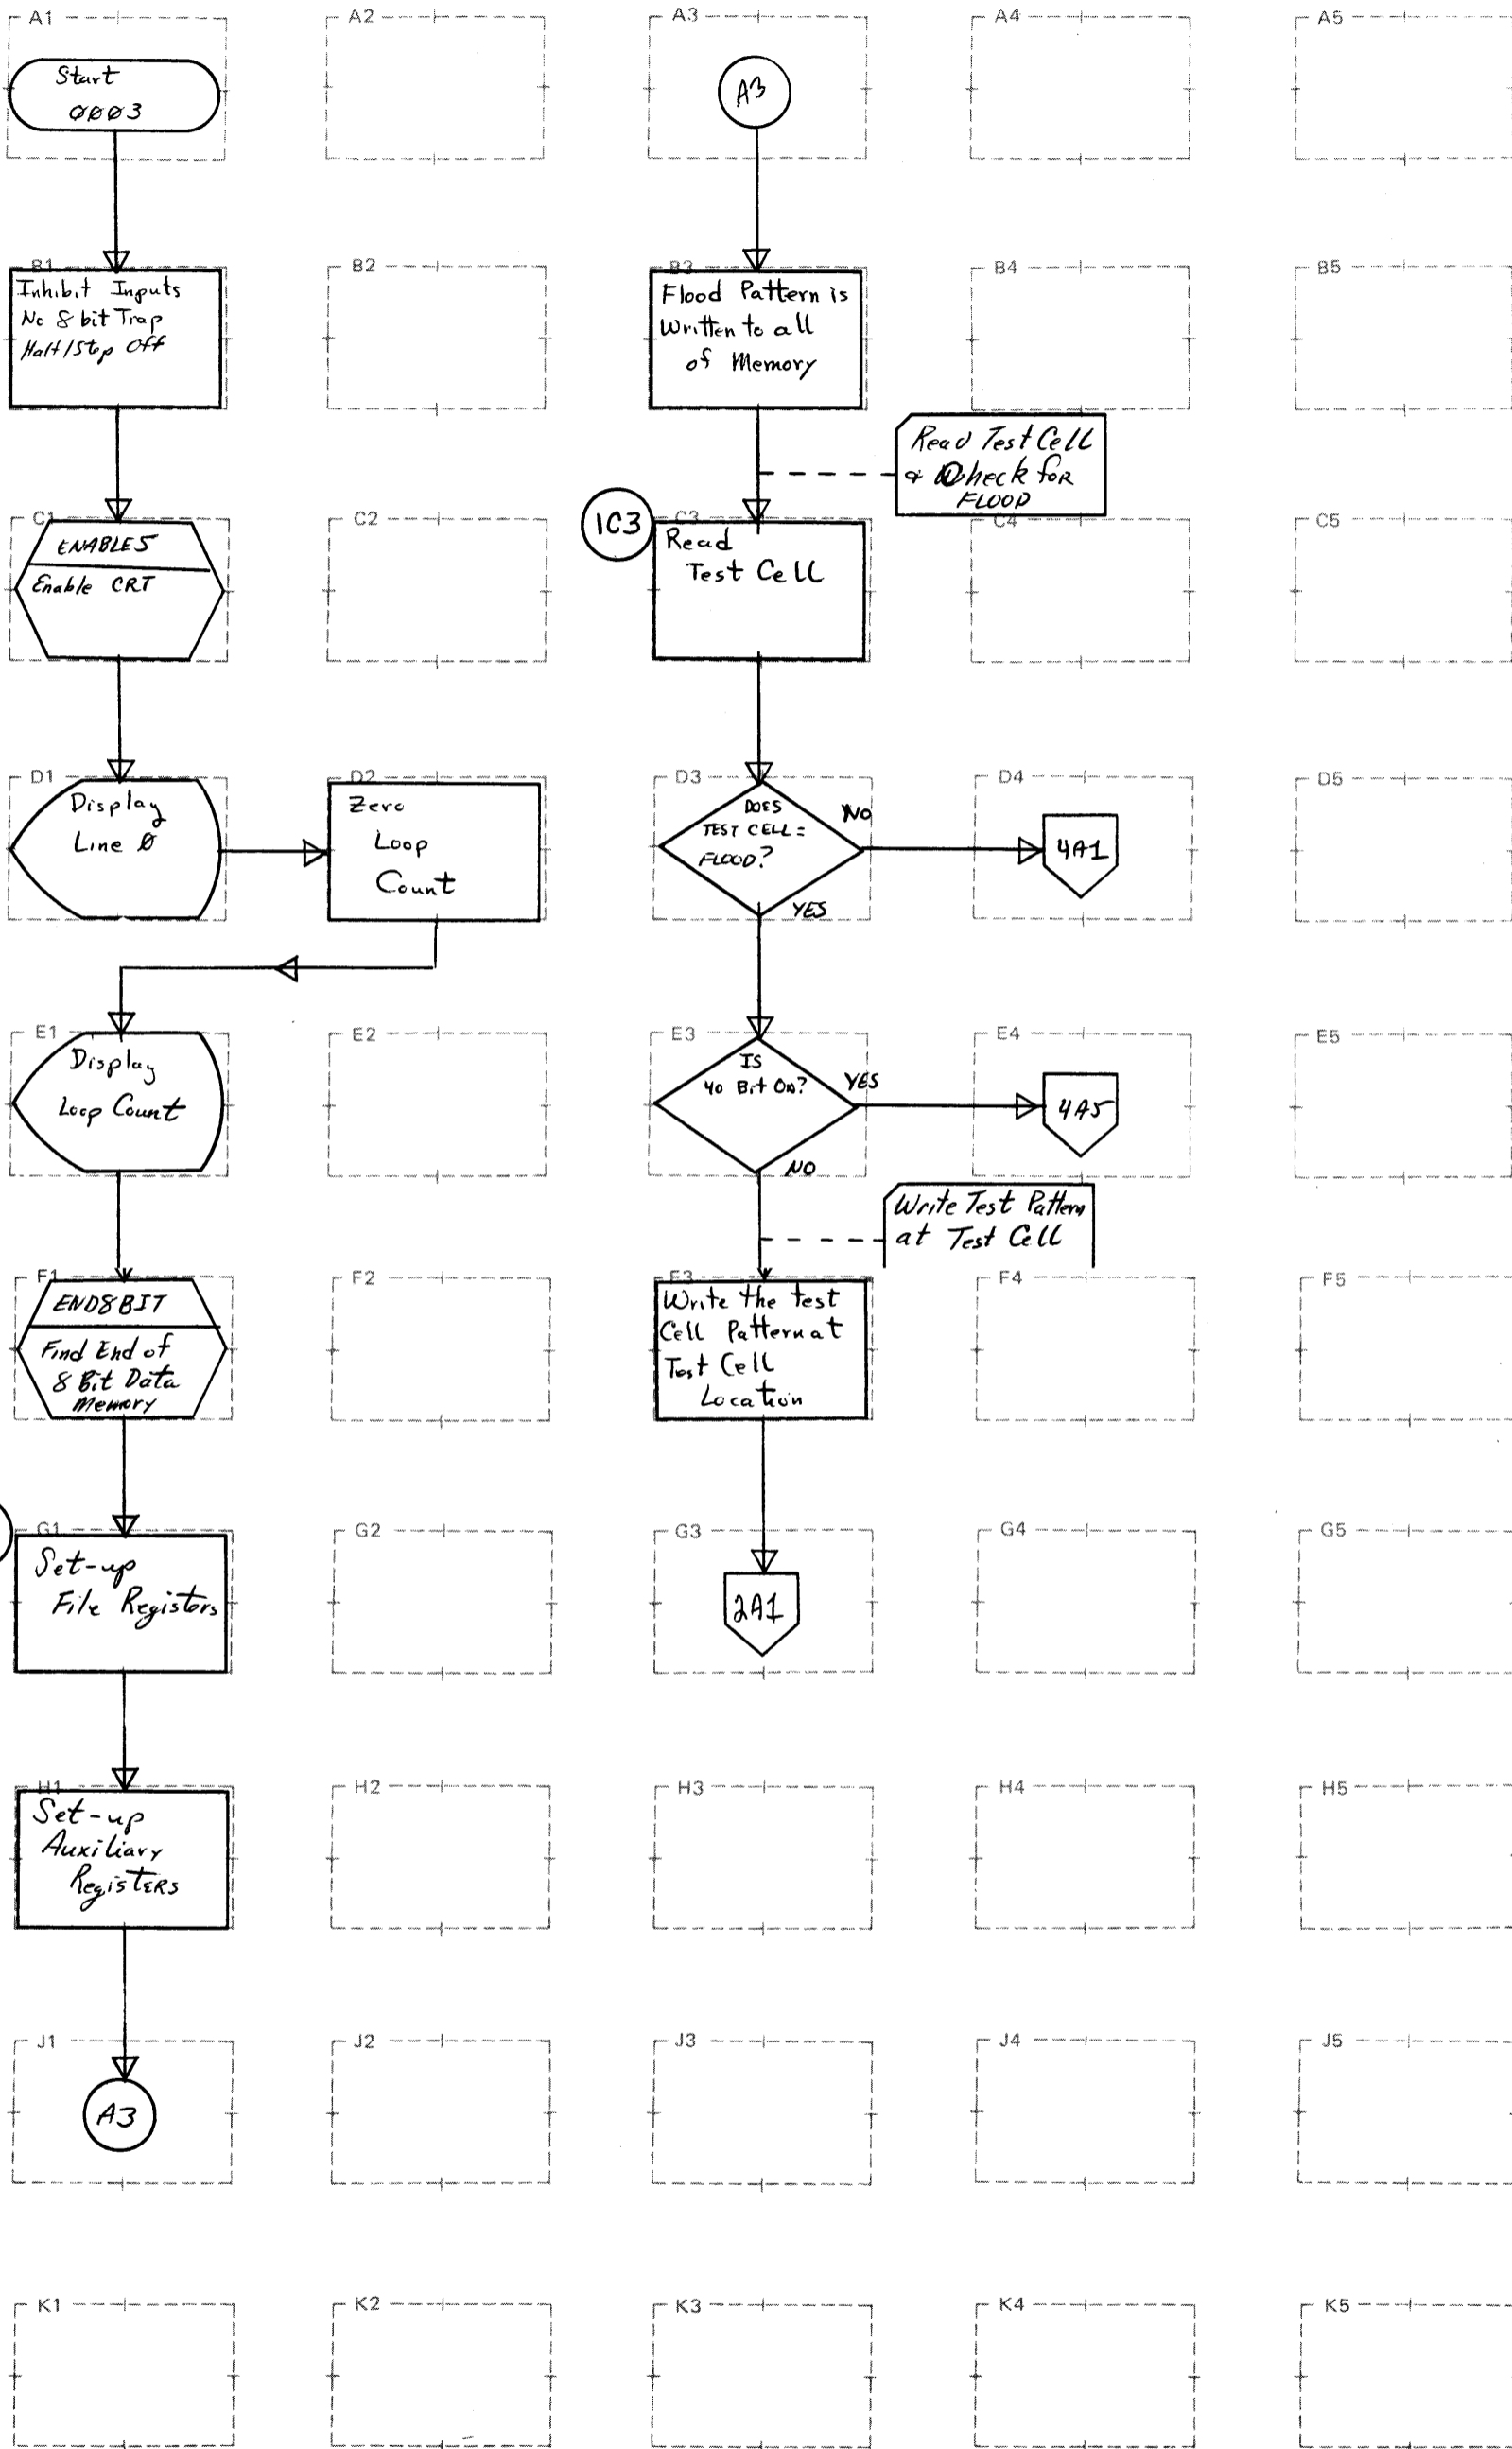 A1
Start
0003
B1
Inhibit Inputs
No 8 bit Trap
Halt/Step Off
C1
ENABLES
Enable CRT
D1
Display
Line 0
D2
Zero
Loop
Count
E1
Display
Loop Count
F1
END8BIT
Find End of
8 Bit Data
Memory
G1
Set-up
File Registers
H1
Set-up
Auxiliary
RegistERS
J1
A3
K1
A2
B2
C2
E2
F2
G2
H2
J2
K2
A3
A3
B3
Flood Pattern is
Written to all
of Memory
Read Test Cell
& Check for
FLOOD
1C3
C3
Read
Test Cell
D3
DOES
TEST CELL =
FLOOD?
NO
YES
D4
4A1
E3
IS
40 Bit On?
YES
NO
E4
4A5
Write Test Pattern
at Test Cell
F3
Write the test
Cell Pattern at
Test Cell
Location
G3
2A1
H3
J3
K3
A4
B4
C4
F4
G4
H4
J4
K4
A5
B5
C5
D5
E5
F5
G5
H5
J5
K5